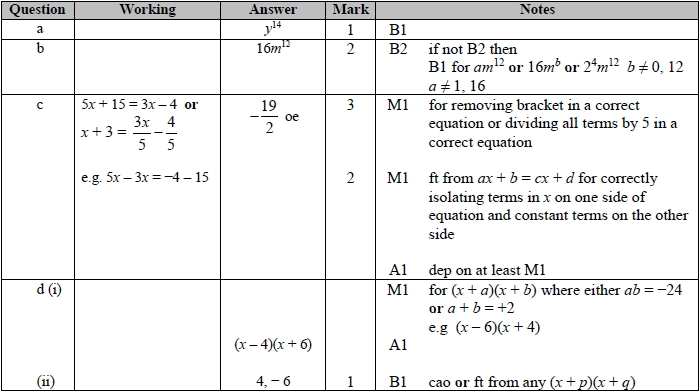 Question Working Answer Mark Notes
a y¹⁴ 1 B1
b 16m¹² 2 B2 if not B2 then
B1 for am¹² or 16mᵇ or 2⁴m¹² b ≠ 0, 12
a ≠ 1, 16
c 5x + 15 = 3x – 4 or
x + 3 = 3x/5 – 4/5
–19/2 oe 3 M1 for removing bracket in a correct
equation or dividing all terms by 5 in a
correct equation
e.g. 5x – 3x = –4 – 15 2 M1 ft from ax + b = cx + d for correctly
isolating terms in x on one side of
equation and constant terms on the other
side
A1 dep on at least M1
d (i) M1 for (x + a)(x + b) where either ab = –24
or a + b = +2
e.g (x – 6)(x + 4)
(x – 4)(x + 6) A1
(ii) 4, – 6 1 B1 cao or ft from any (x + p)(x + q)